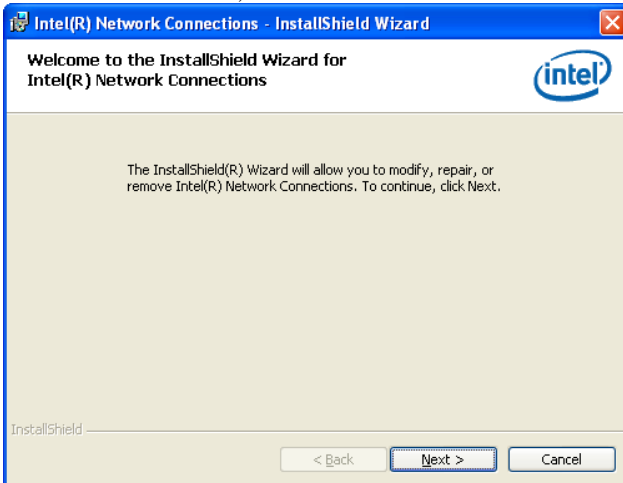 Intel(R) Network Connections - InstallShield Wizard
Welcome to the InstallShield Wizard for
Intel(R) Network Connections
intel
The InstallShield(R) Wizard will allow you to modify, repair, or
remove Intel(R) Network Connections. To continue, click Next.
InstallShield
< Back Next > Cancel